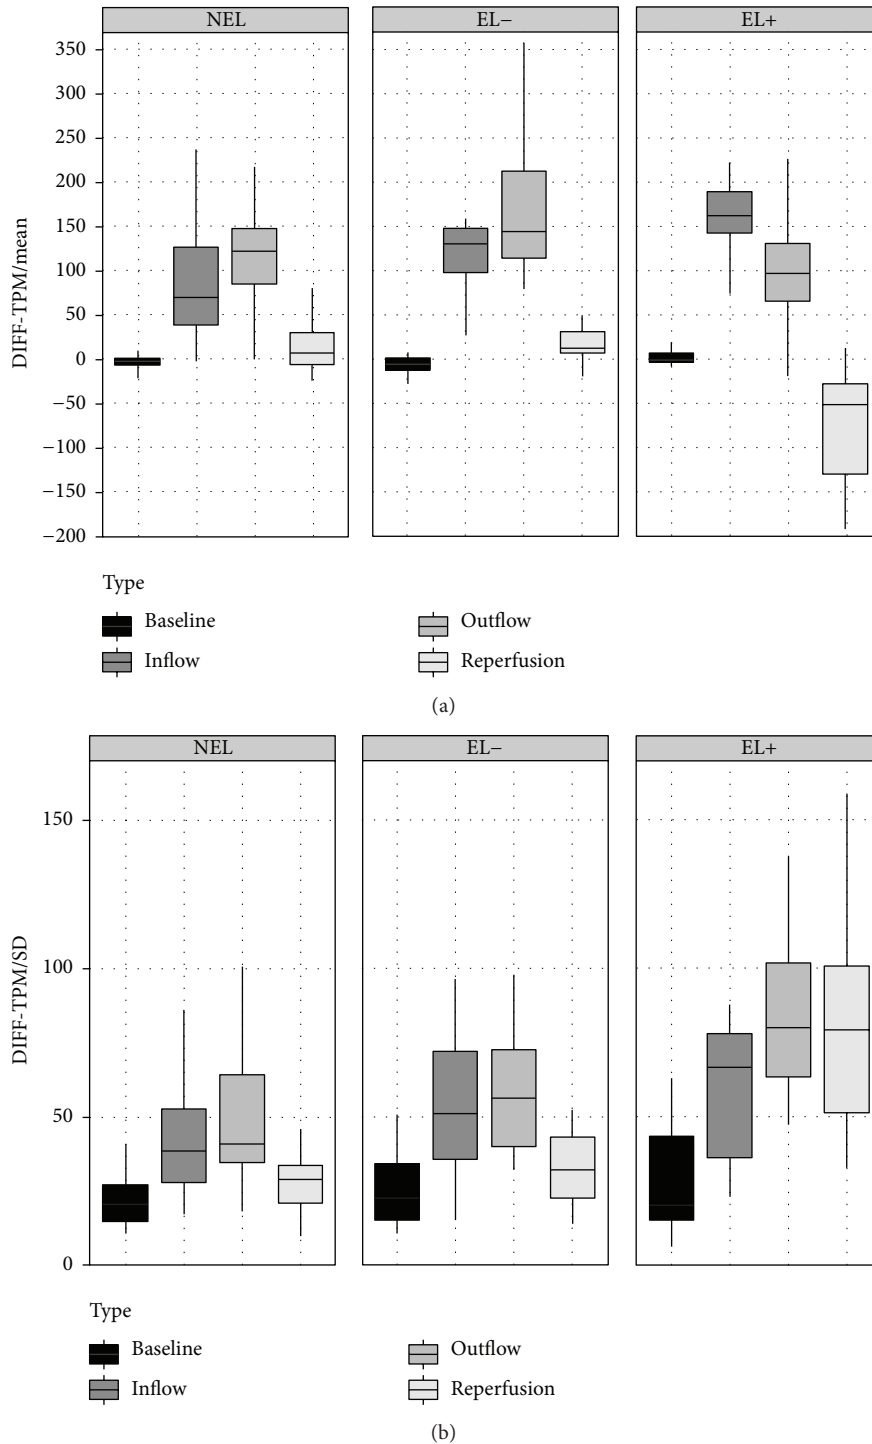 NEL EL− EL+
350
300
250
200
150
100
50
0
−50
−100
−150
−200
DIFF-TPM/mean
Type
Baseline Outflow
Inflow Reperfusion
(a)
NEL EL− EL+
150
100
50
0
DIFF-TPM/SD
Type
Baseline Outflow
Inflow Reperfusion
(b)